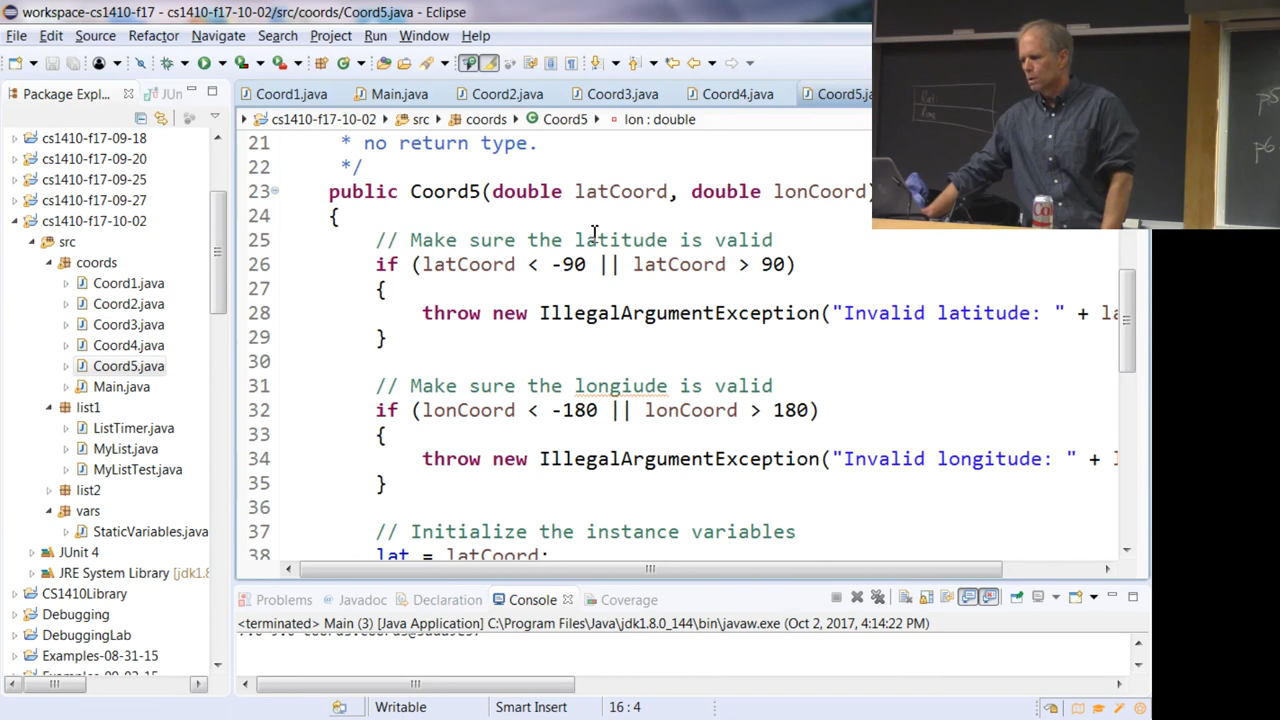 workspace-cs1410-f17 - cs1410-f17-10-02/src/coords/Coord5.java - Eclipse
File Edit Source Refactor Navigate Search Project Run Window Help
Package Expl... JUn
Coord1.java Main.java Coord2.java Coord3.java Coord4.java Coord5.j
cs1410-f17-10-02 src coords Coord5 lon : double
cs1410-f17-09-18
cs1410-f17-09-20
cs1410-f17-09-25
cs1410-f17-09-27
cs1410-f17-10-02
src
coords
Coord1.java
Coord2.java
Coord3.java
Coord4.java
Coord5.java
Main.java
list1
ListTimer.java
MyList.java
MyListTest.java
list2
vars
StaticVariables.java
JUnit 4
JRE System Library [jdk1.8
CS1410Library
Debugging
DebuggingLab
Examples-08-31-15
21 * no return type.
22 */
23 public Coord5(double latCoord, double lonCoord)
24 {
25 // Make sure the latitude is valid
26 if (latCoord < -90 || latCoord > 90)
27 {
28 throw new IllegalArgumentException("Invalid latitude: " + la
29 }
30
31 // Make sure the longiude is valid
32 if (lonCoord < -180 || lonCoord > 180)
33 {
34 throw new IllegalArgumentException("Invalid longitude: " + l
35 }
36
37 // Initialize the instance variables
38 lat = latCoord;
Problems Javadoc Declaration Console Coverage
<terminated> Main (3) [Java Application] C:\Program Files\Java\jdk1.8.0_144\bin\javaw.exe (Oct 2, 2017, 4:14:22 PM)
Writable Smart Insert 16 : 4